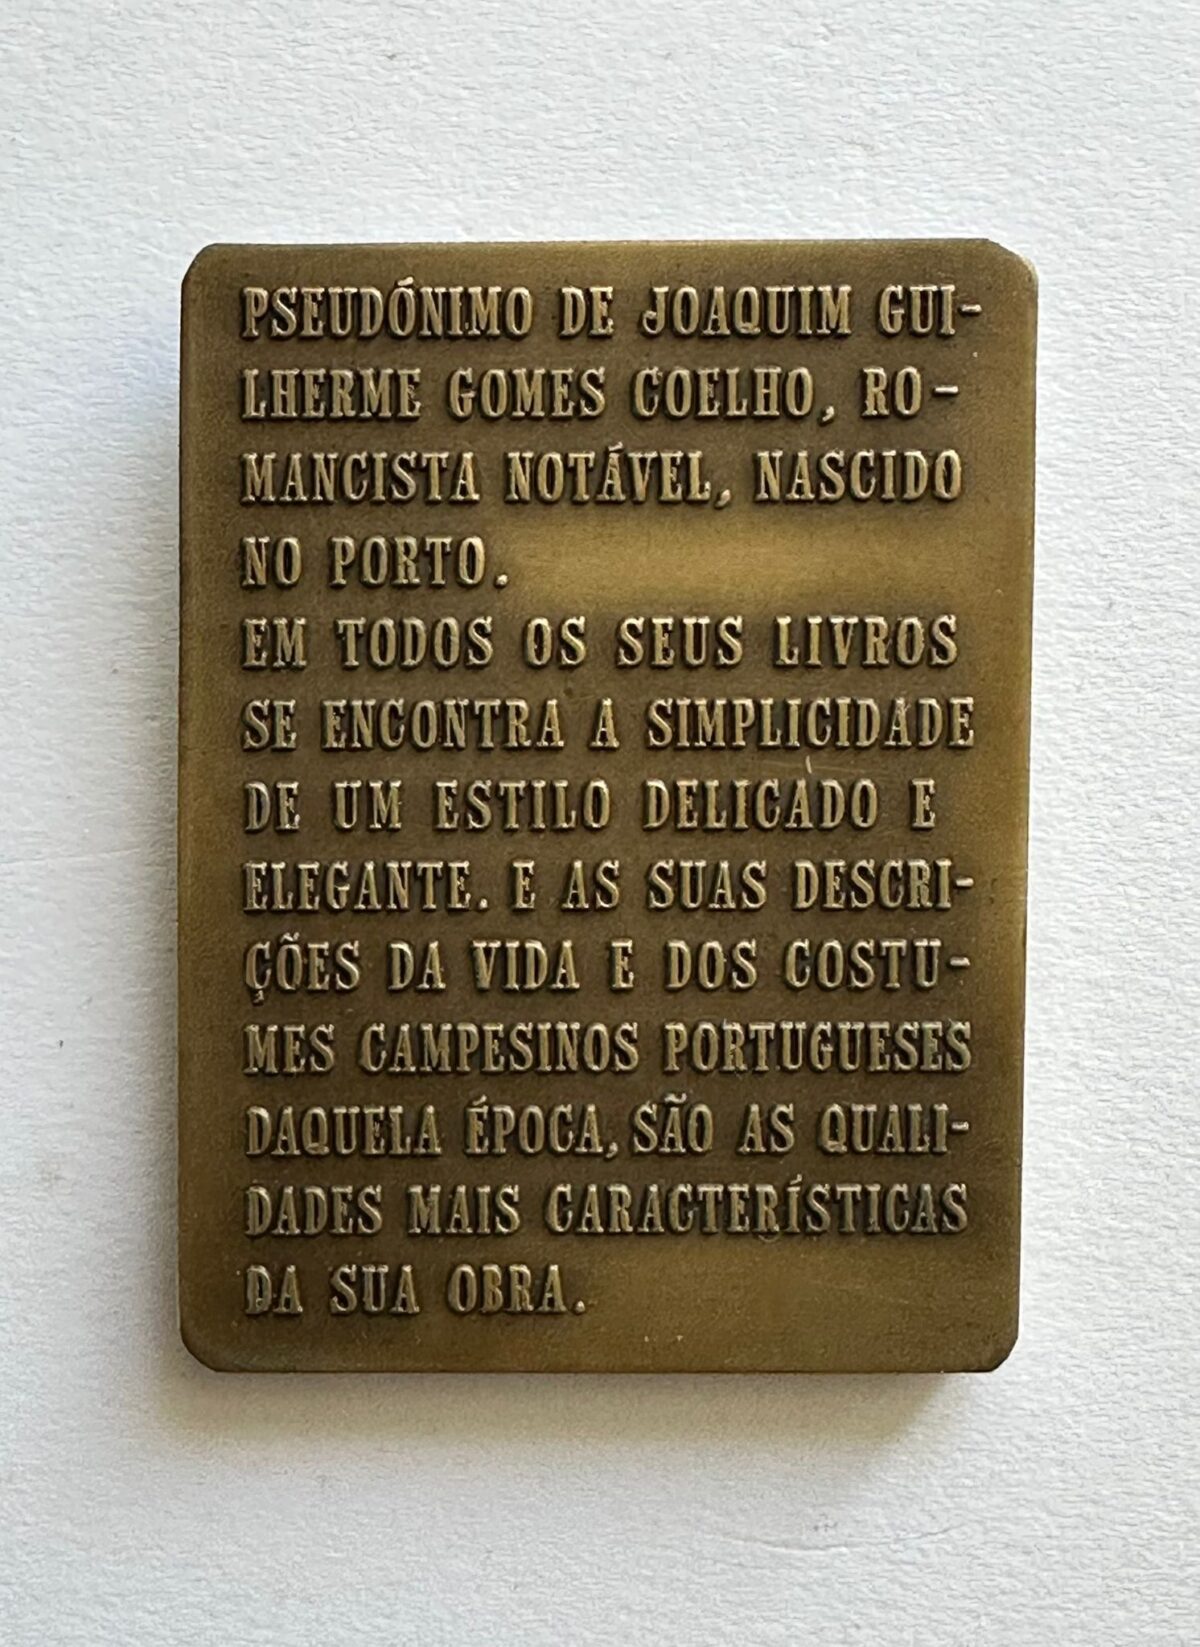 PSEUDÓNIMO DE JOAQUIM GUI-
LHERME GOMES COELHO, RO-
MANCISTA NOTÁVEL, NASCIDO
NO PORTO.
EM TODOS OS SEUS LIVROS
SE ENCONTRA A SIMPLICIDADE
DE UM ESTILO DELICADO E
ELEGANTE. E AS SUAS DESCRI-
ÇÕES DA VIDA E DOS COSTU-
MES CAMPESINOS PORTUGUESES
DAQUELA ÉPOCA, SÃO AS QUALI-
DADES MAIS CARACTERÍSTICAS
DA SUA OBRA.